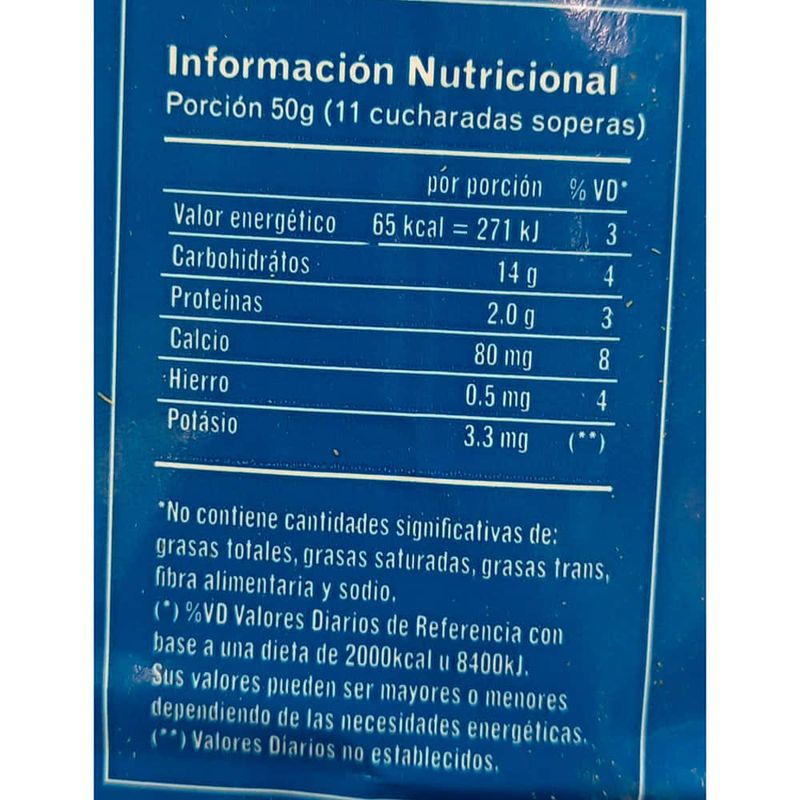 Información Nutricional
Porción 50g (11 cucharadas soperas)
pór porción % VD*
Valor energético 65 kcal = 271 kJ 3
Carbohidrátos 14 g 4
Proteínas 2.0 g 3
Calcio 80 mg 8
Hierro 0.5 mg 4
Potásio 3.3 mg (**)
*No contiene cantidades significativas de:
grasas totales, grasas saturadas, grasas trans,
fibra alimentaria y sodio.
(*) %VD Valores Diarios de Referencia con
base a una dieta de 2000kcal u 8400kJ.
Sus valores pueden ser mayores o menores
dependiendo de las necesidades energéticas.
(**) Valores Diarios no establecidos.